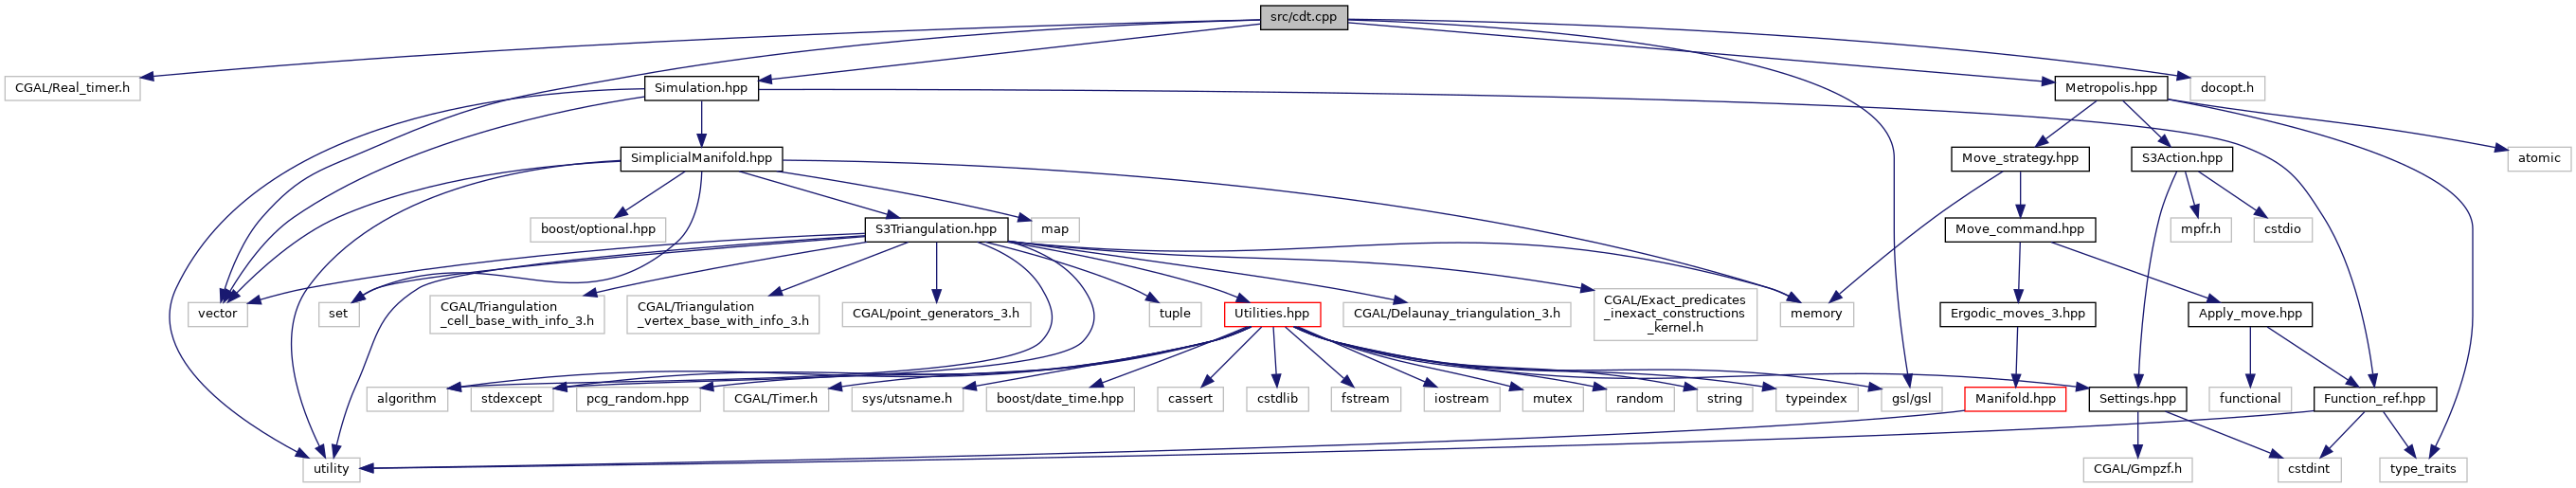 src/cdt.cpp
CGAL/Real_timer.h
Simulation.hpp
Metropolis.hpp
docopt.h
SimplicialManifold.hpp
Move_strategy.hpp
S3Action.hpp
atomic
boost/optional.hpp
S3Triangulation.hpp
map
Move_command.hpp
mpfr.h
cstdio
vector
set
CGAL/Triangulation
_cell_base_with_info_3.h
CGAL/Triangulation
_vertex_base_with_info_3.h
CGAL/point_generators_3.h
tuple
Utilities.hpp
CGAL/Delaunay_triangulation_3.h
CGAL/Exact_predicates
_inexact_constructions
_kernel.h
memory
Ergodic_moves_3.hpp
Apply_move.hpp
algorithm
stdexcept
pcg_random.hpp
CGAL/Timer.h
sys/utsname.h
boost/date_time.hpp
cassert
cstdlib
fstream
iostream
mutex
random
string
typeindex
gsl/gsl
Manifold.hpp
Settings.hpp
functional
Function_ref.hpp
utility
CGAL/Gmpzf.h
cstdint
type_traits